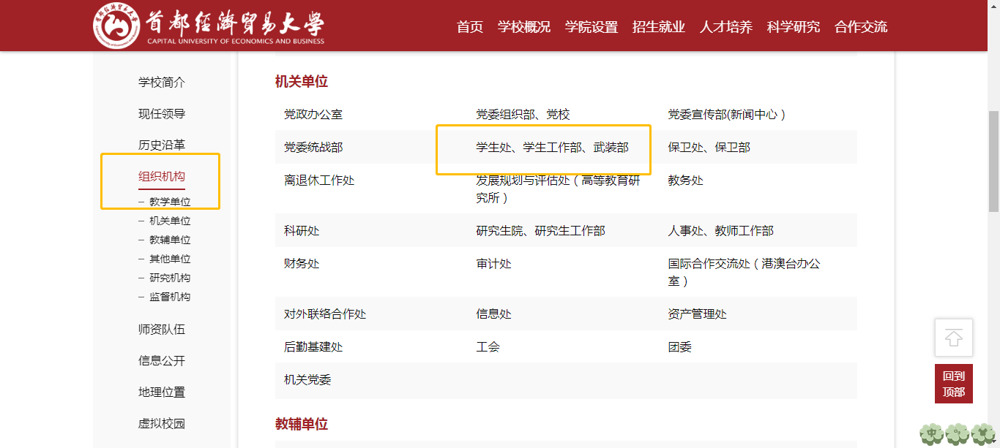 首都經濟貿易大學
CAPITAL UNIVERSITY OF ECONOMICS AND BUSINESS
首页 学校概况 学院设置 招生就业 人才培养 科学研究 合作交流
学校简介
现任领导
历史沿革
组织机构
– 教学单位
– 机关单位
– 教辅单位
– 其他单位
– 研究机构
– 监督机构
师资队伍
信息公开
地理位置
虚拟校园
机关单位
党政办公室 党委组织部、党校 党委宣传部(新闻中心）
党委统战部 学生处、学生工作部、武装部 保卫处、保卫部
离退休工作处 发展规划与评估处（高等教育研 教务处
究所）
科研处 研究生院、研究生工作部 人事处、教师工作部
财务处 审计处 国际合作交流处（港澳台办公
室）
对外联络合作处 信息处 资产管理处
后勤基建处 工会 团委
机关党委
教辅单位
回到
顶部
中